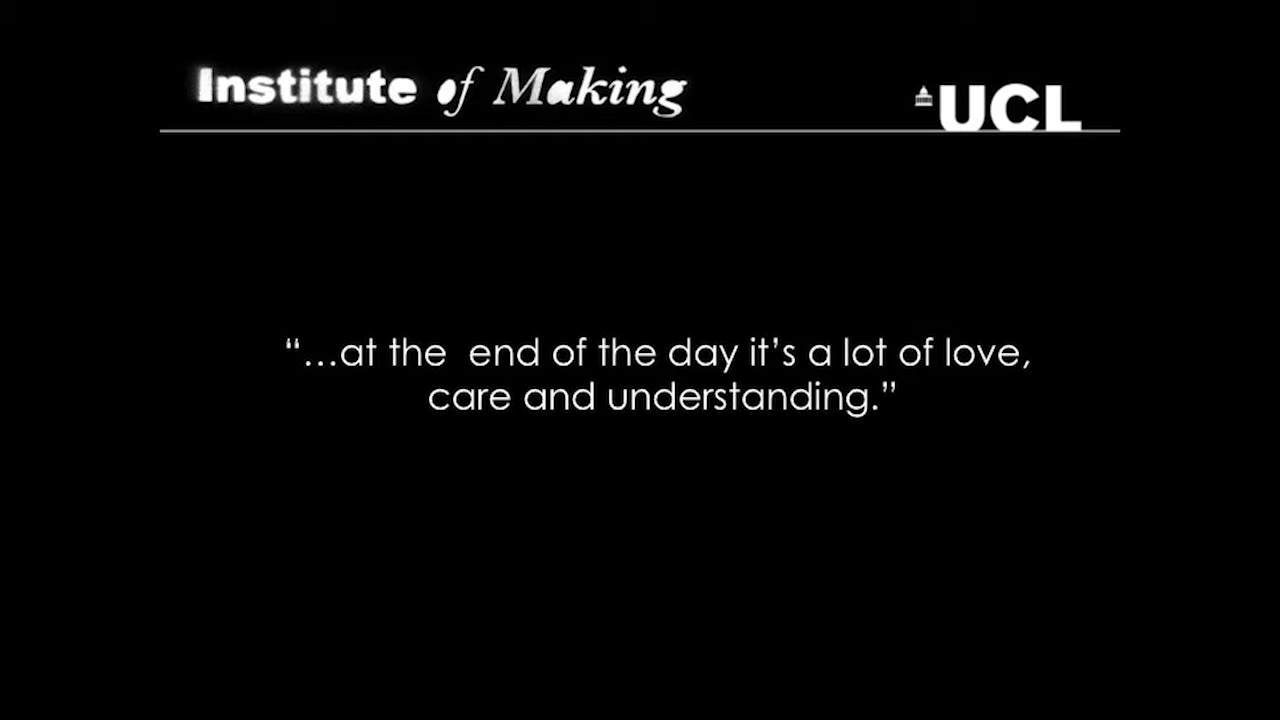 Institute of Making
UCL
“…at the  end of the day it’s a lot of love,
care and understanding.”